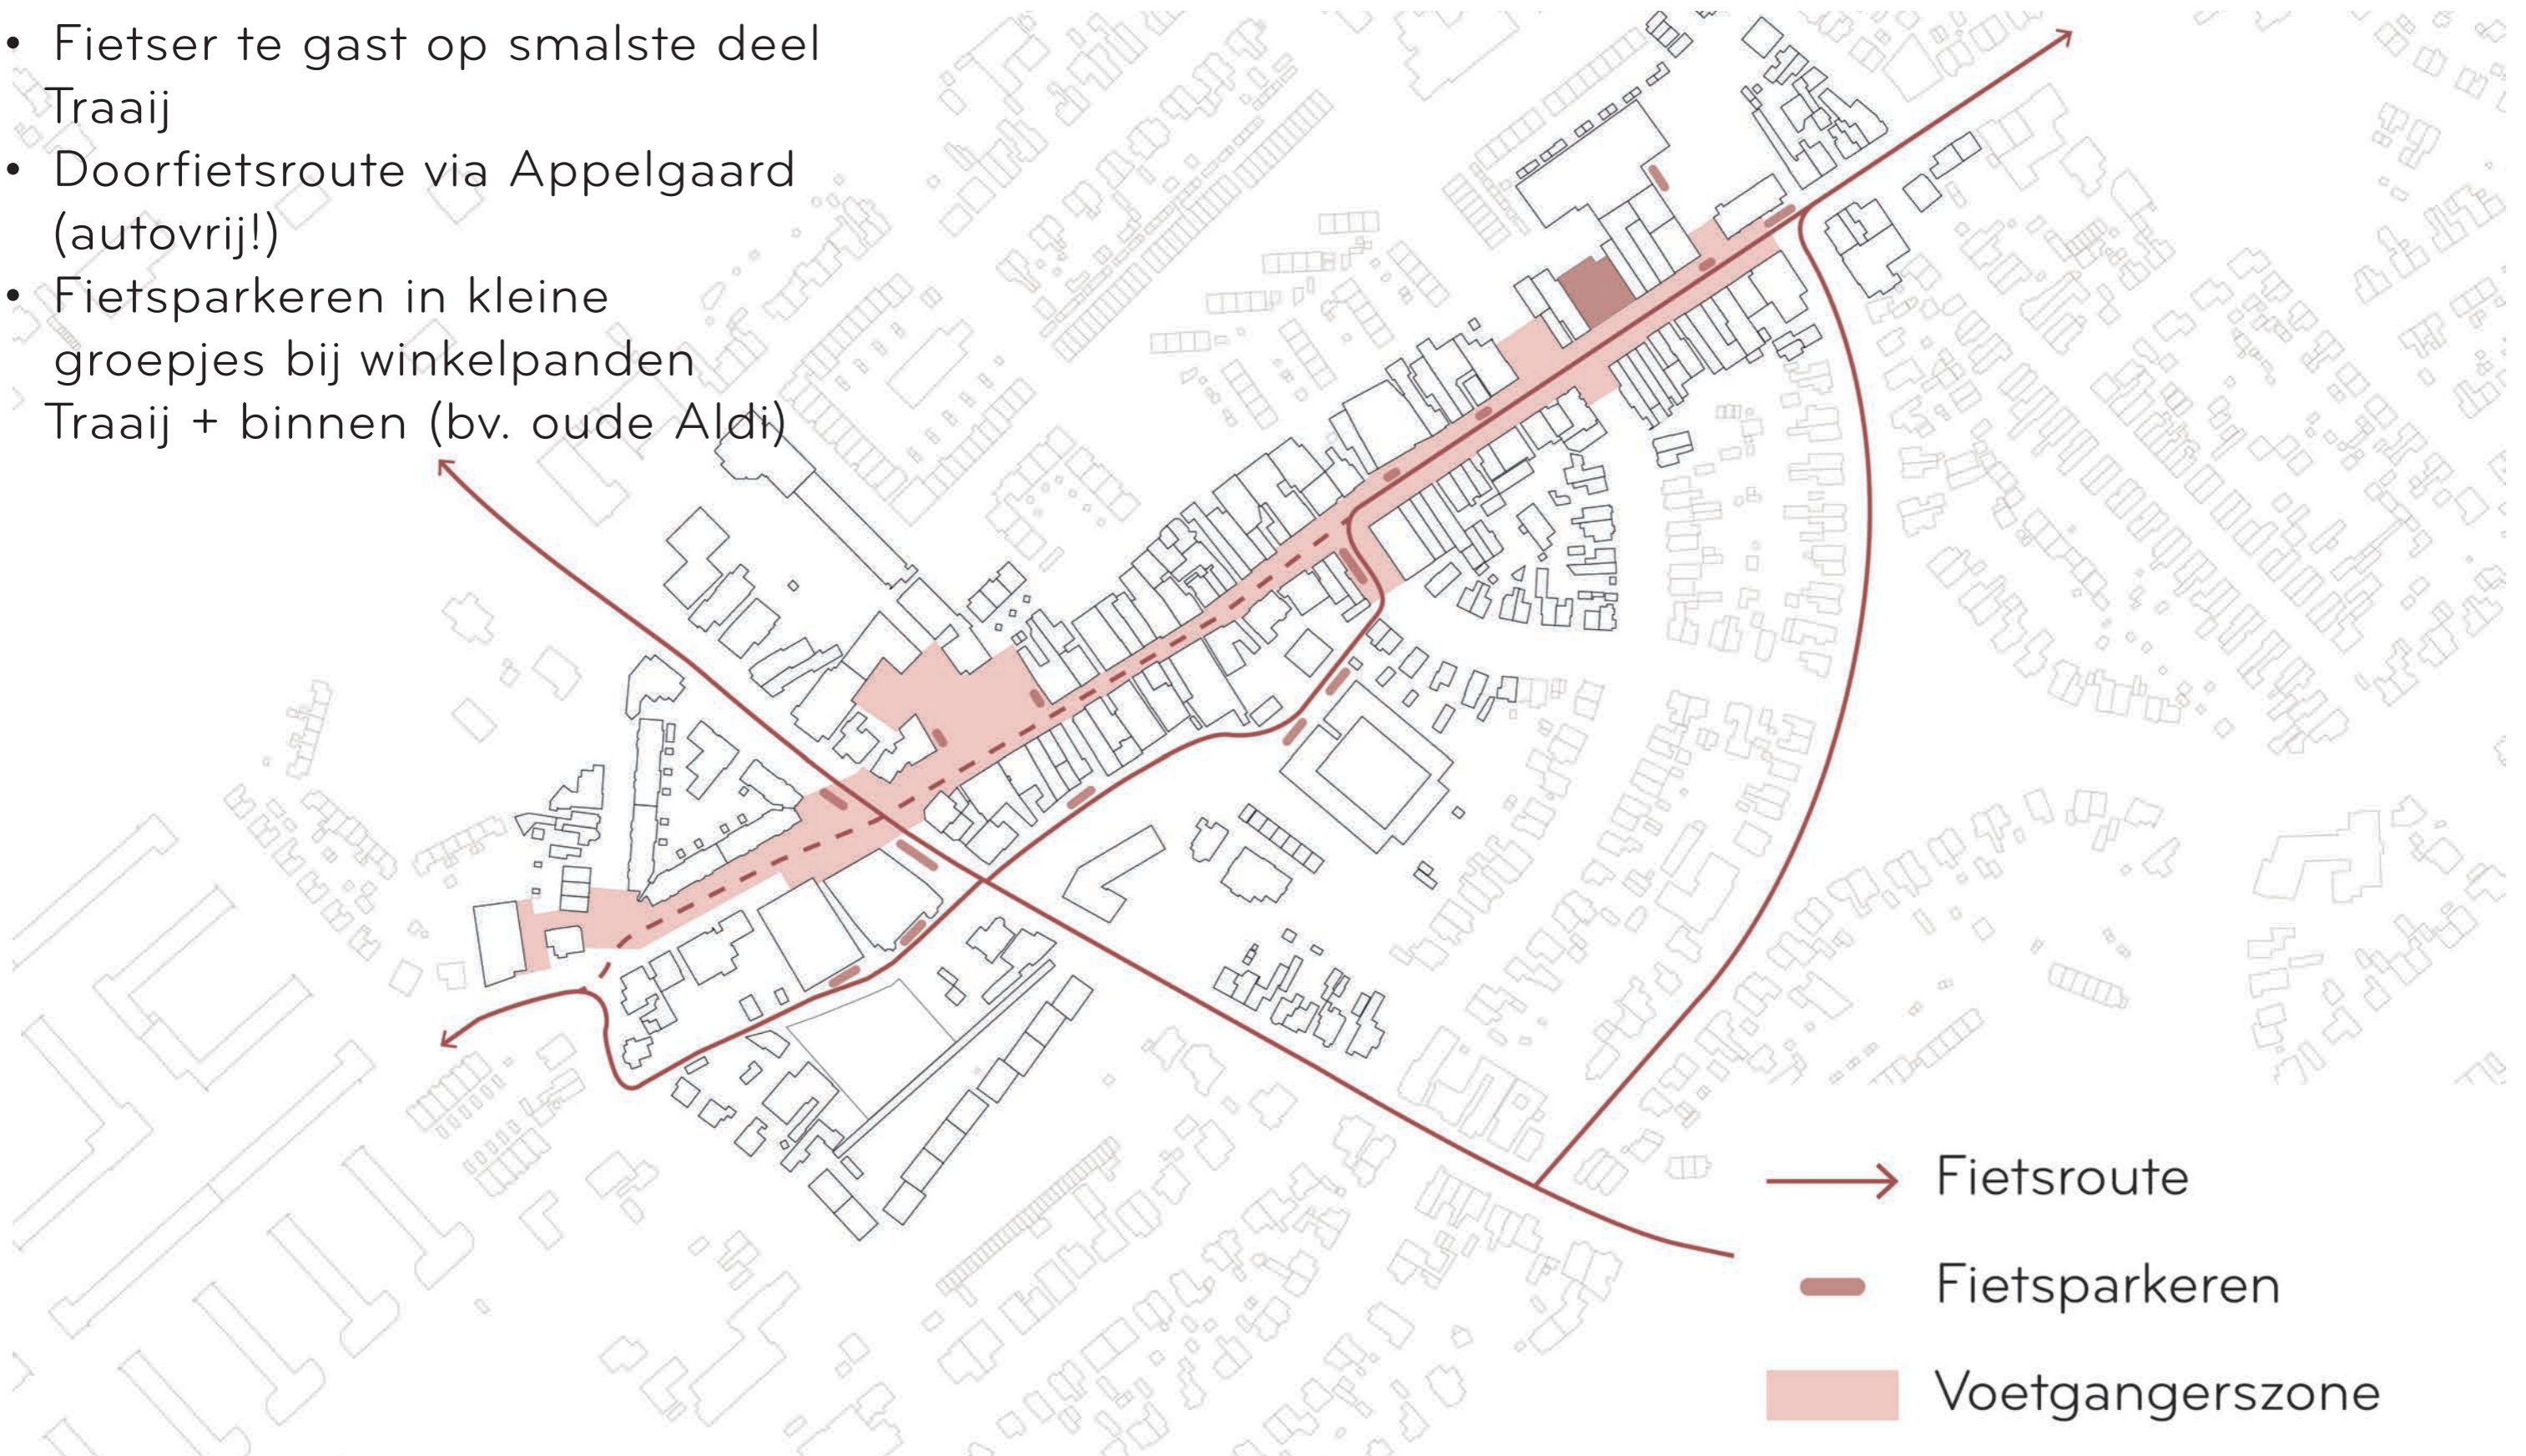 • Fietser te gast op smalste deel
Traaij
• Doorfietsroute via Appelgaard
(autovrij!)
• Fietsparkeren in kleine
groepjes bij winkelpanden
Traaij + binnen (bv. oude Aldi)
Fietsroute
Fietsparkeren
Voetgangerszone